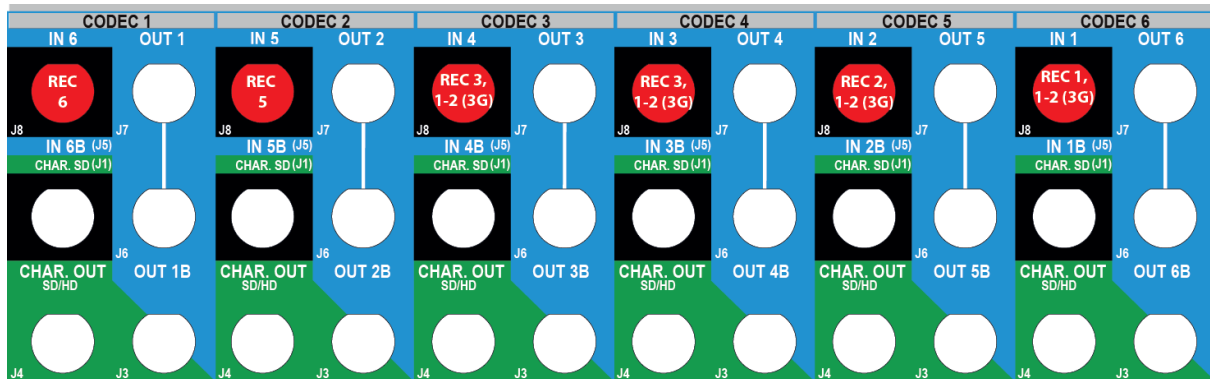 CODEC 1 CODEC 2 CODEC 3 CODEC 4 CODEC 5 CODEC 6
IN 6 OUT 1 IN 5 OUT 2 IN 4 OUT 3 IN 3 OUT 4 IN 2 OUT 5 IN 1 OUT 6
REC REC REC 3, REC 3, REC 2, REC 1,
6 5 1-2 (3G) 1-2 (3G) 1-2 (3G) 1-2 (3G)
J8 J7 J8 J7 J8 J7 J8 J7 J8 J7 J8 J7
IN 6B (J5) IN 5B (J5) IN 4B (J5) IN 3B (J5) IN 2B (J5) IN 1B (J5)
CHAR. SD (J1) CHAR. SD (J1) CHAR. SD (J1) CHAR. SD (J1) CHAR. SD (J1) CHAR. SD (J1)
J6 J6 J6 J6 J6 J6
CHAR. OUT OUT 1B CHAR. OUT OUT 2B CHAR. OUT OUT 3B CHAR. OUT OUT 4B CHAR. OUT OUT 5B CHAR. OUT OUT 6B
SD/HD SD/HD SD/HD SD/HD SD/HD SD/HD
J4 J3 J4 J3 J4 J3 J4 J3 J4 J3 J4 J3